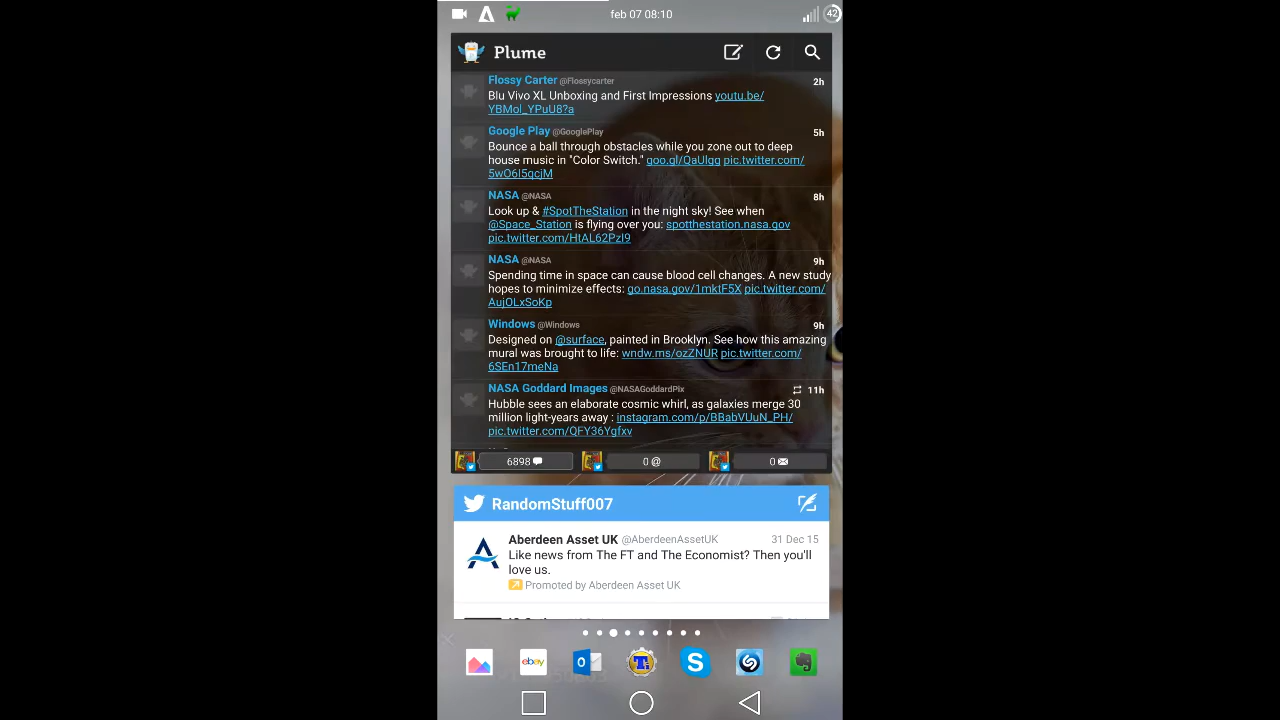 feb 07 08:10
42
Plume
Flossy Carter @Flossycarter 2h
Blu Vivo XL Unboxing and First Impressions youtu.be/
YBMol_YPuU8?a
Google Play @GooglePlay 5h
Bounce a ball through obstacles while you zone out to deep
house music in "Color Switch." goo.gl/QaUlgg pic.twitter.com/
5wO6I5qcjM
NASA @NASA 8h
Look up & #SpotTheStation in the night sky! See when
@Space_Station is flying over you: spotthestation.nasa.gov
pic.twitter.com/HtAL62PzI9
NASA @NASA 9h
Spending time in space can cause blood cell changes. A new study
hopes to minimize effects: go.nasa.gov/1mktF5X pic.twitter.com/
AujOLxSoKp
Windows @Windows 9h
Designed on @surface, painted in Brooklyn. See how this amazing
mural was brought to life: wndw.ms/ozZNUR pic.twitter.com/
6SEn17meNa
NASA Goddard Images @NASAGoddardPix 11h
Hubble sees an elaborate cosmic whirl, as galaxies merge 30
million light-years away : instagram.com/p/BBabVUuN_PH/
pic.twitter.com/QFY36Ygfxv
6898 0 @ 0
RandomStuff007
Aberdeen Asset UK @AberdeenAssetUK 31 Dec 15
Like news from The FT and The Economist? Then you'll
love us.
Promoted by Aberdeen Asset UK
ebay